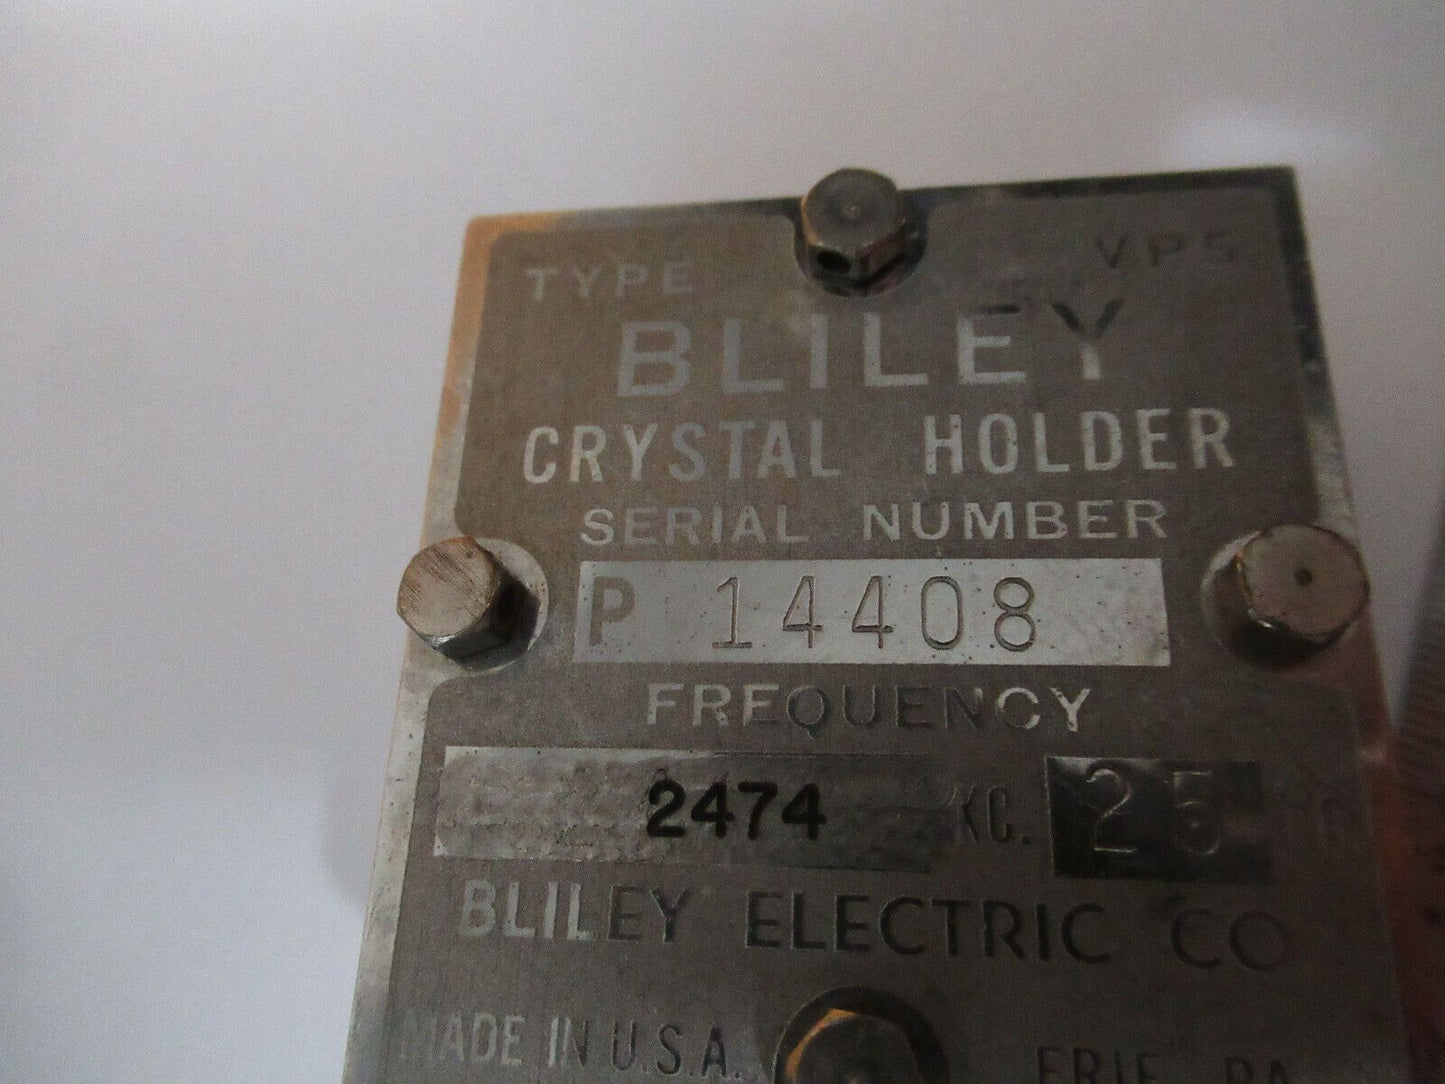 TYPE VP5
BLILEY
CRYSTAL HOLDER
SERIAL NUMBER
P 14408
FREQUENCY
2474 KC. 25
BLILEY ELECTRIC CO
MADE IN U.S.A. ERIE, PA.